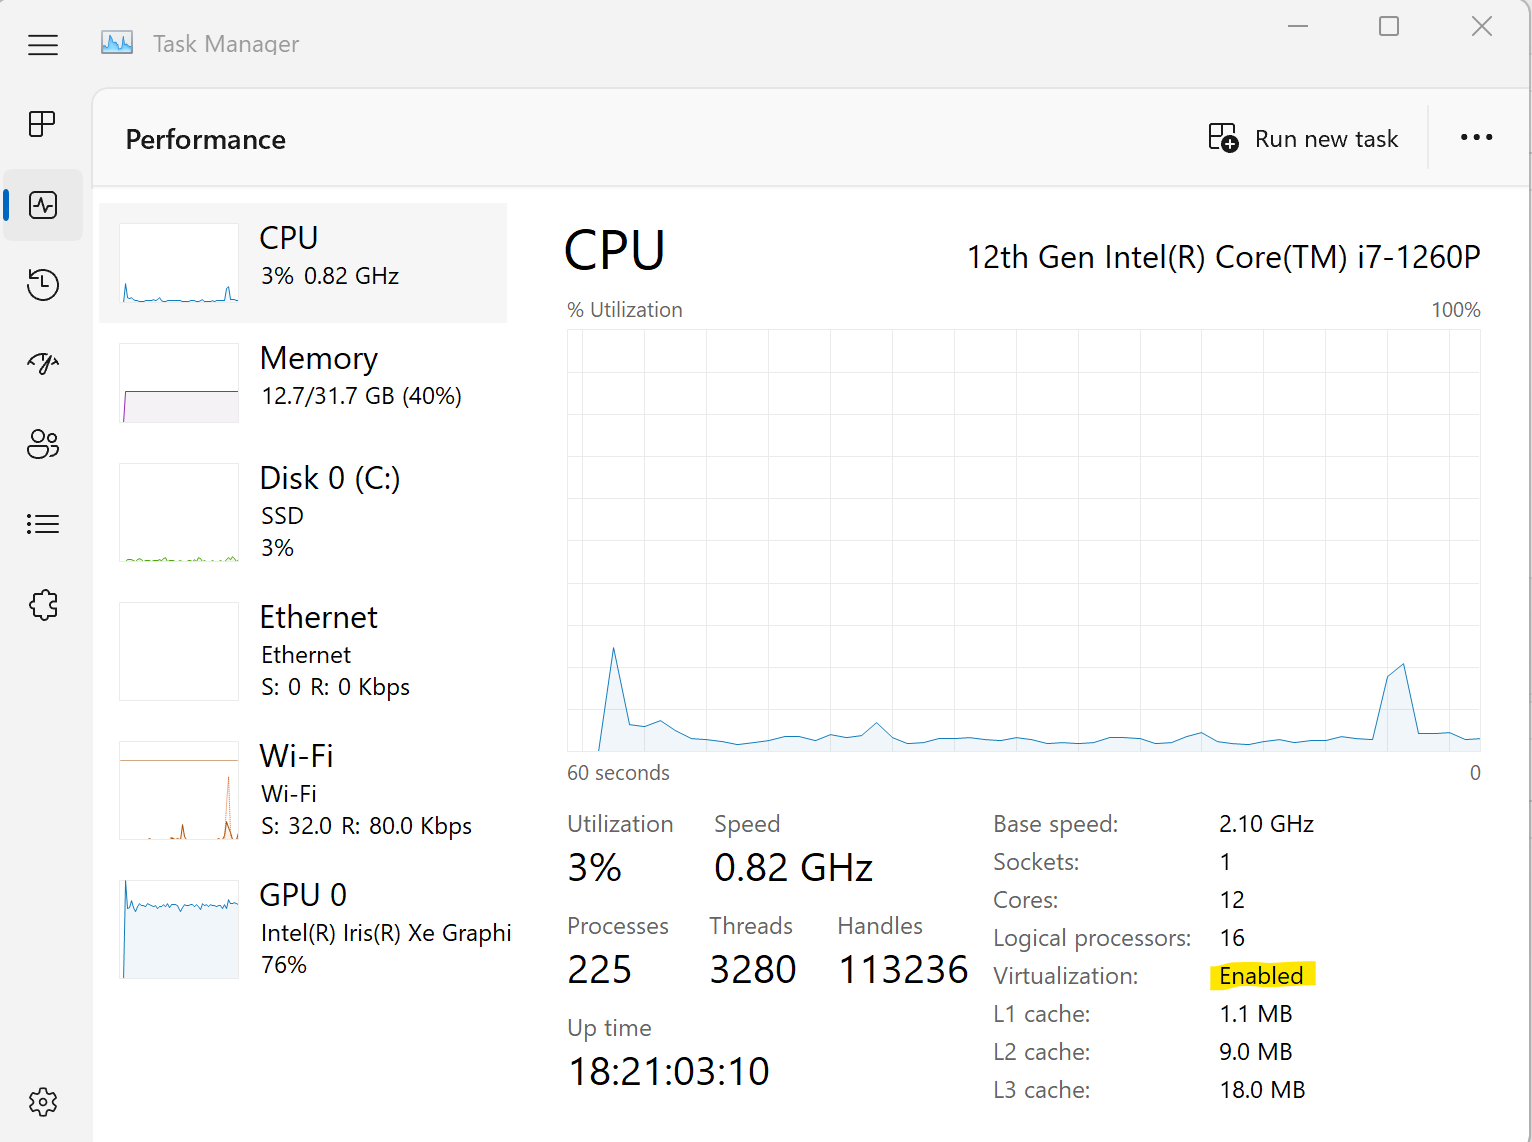 Task Manager
Performance
Run new task
CPU
3% 0.82 GHz
Memory
12.7/31.7 GB (40%)
Disk 0 (C:)
SSD
3%
Ethernet
Ethernet
S: 0 R: 0 Kbps
Wi-Fi
Wi-Fi
S: 32.0 R: 80.0 Kbps
GPU 0
Intel(R) Iris(R) Xe Graphi
76%
CPU 12th Gen Intel(R) Core(TM) i7-1260P
% Utilization 100%
60 seconds 0
Utilization Speed
3% 0.82 GHz
Processes Threads Handles
225 3280 113236
Up time
18:21:03:10
Base speed: 2.10 GHz
Sockets: 1
Cores: 12
Logical processors: 16
Virtualization: Enabled
L1 cache: 1.1 MB
L2 cache: 9.0 MB
L3 cache: 18.0 MB